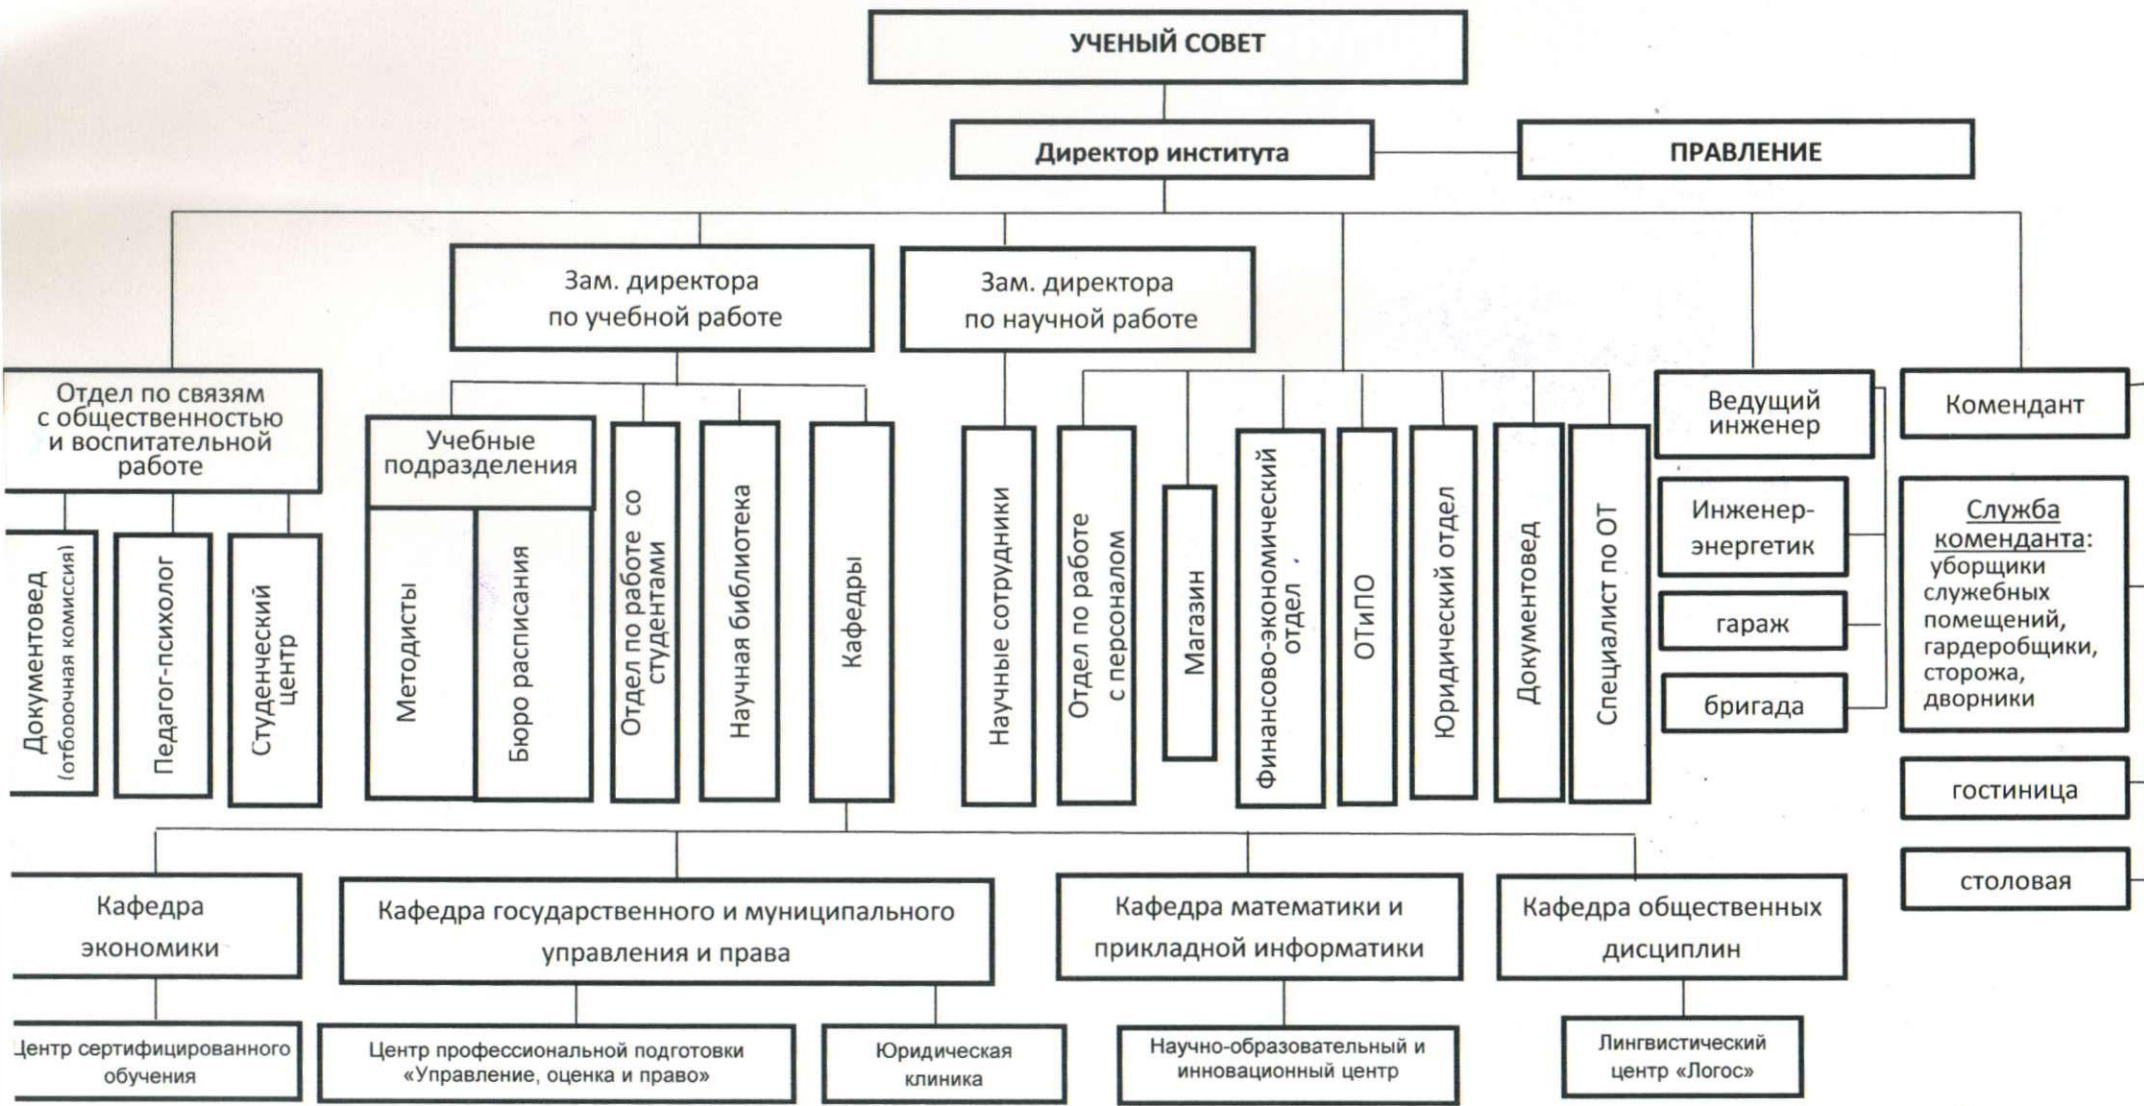 УЧЕНЫЙ СОВЕТ
Директор института
ПРАВЛЕНИЕ
Зам. директора
по учебной работе
Зам. директора
по научной работе
Отдел по связям
с общественностью
и воспитательной
работе
Документовед
(отборочная комиссия)
Педагог-психолог
Студенческий
центр
Учебные
подразделения
Методисты
Бюро расписания
Отдел по работе со
студентами
Научная библиотека
Кафедры
Научные сотрудники
Отдел по работе
с персоналом
Магазин
Финансово-экономический
отдел
ОТиПО
Юридический отдел
Документовед
Специалист по ОТ
Ведущий
инженер
Инженер-
энергетик
гараж
бригада
Комендант
Служба
коменданта:
уборщики
служебных
помещений,
гардеробщики,
сторожа,
дворники
гостиница
столовая
Кафедра
экономики
Кафедра государственного и муниципального
управления и права
Кафедра математики и
прикладной информатики
Кафедра общественных
дисциплин
Центр сертифицированного
обучения
Центр профессиональной подготовки
«Управление, оценка и право»
Юридическая
клиника
Научно-образовательный и
инновационный центр
Лингвистический
центр «Логос»